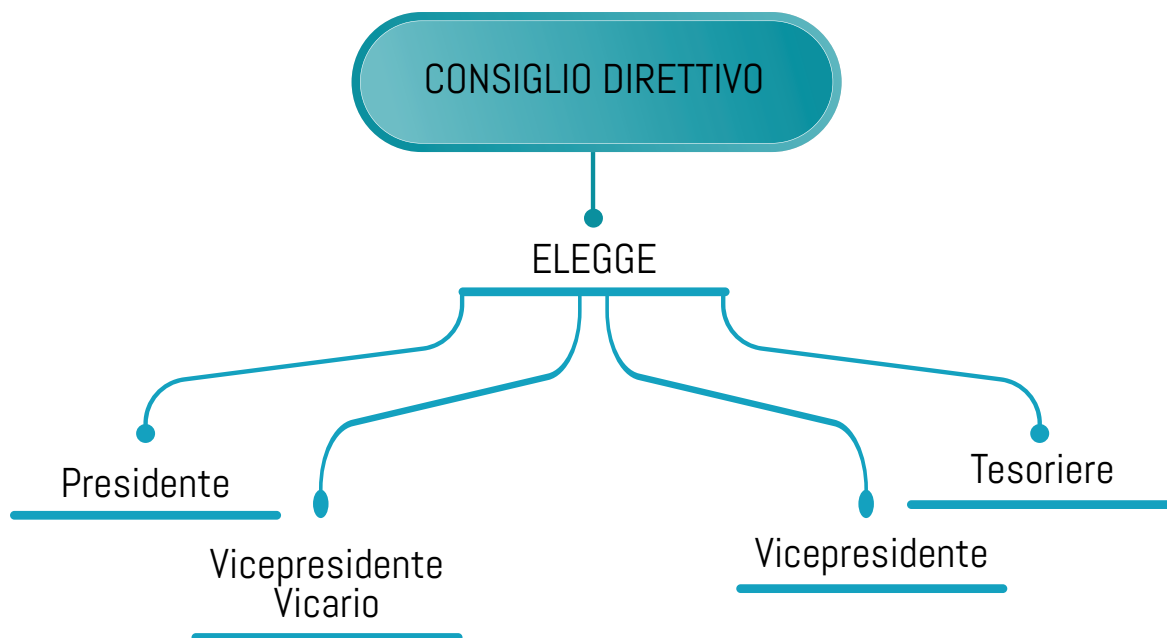 CONSIGLIO DIRETTIVO
ELEGGE
Presidente
Vicepresidente
Vicario
Vicepresidente
Tesoriere